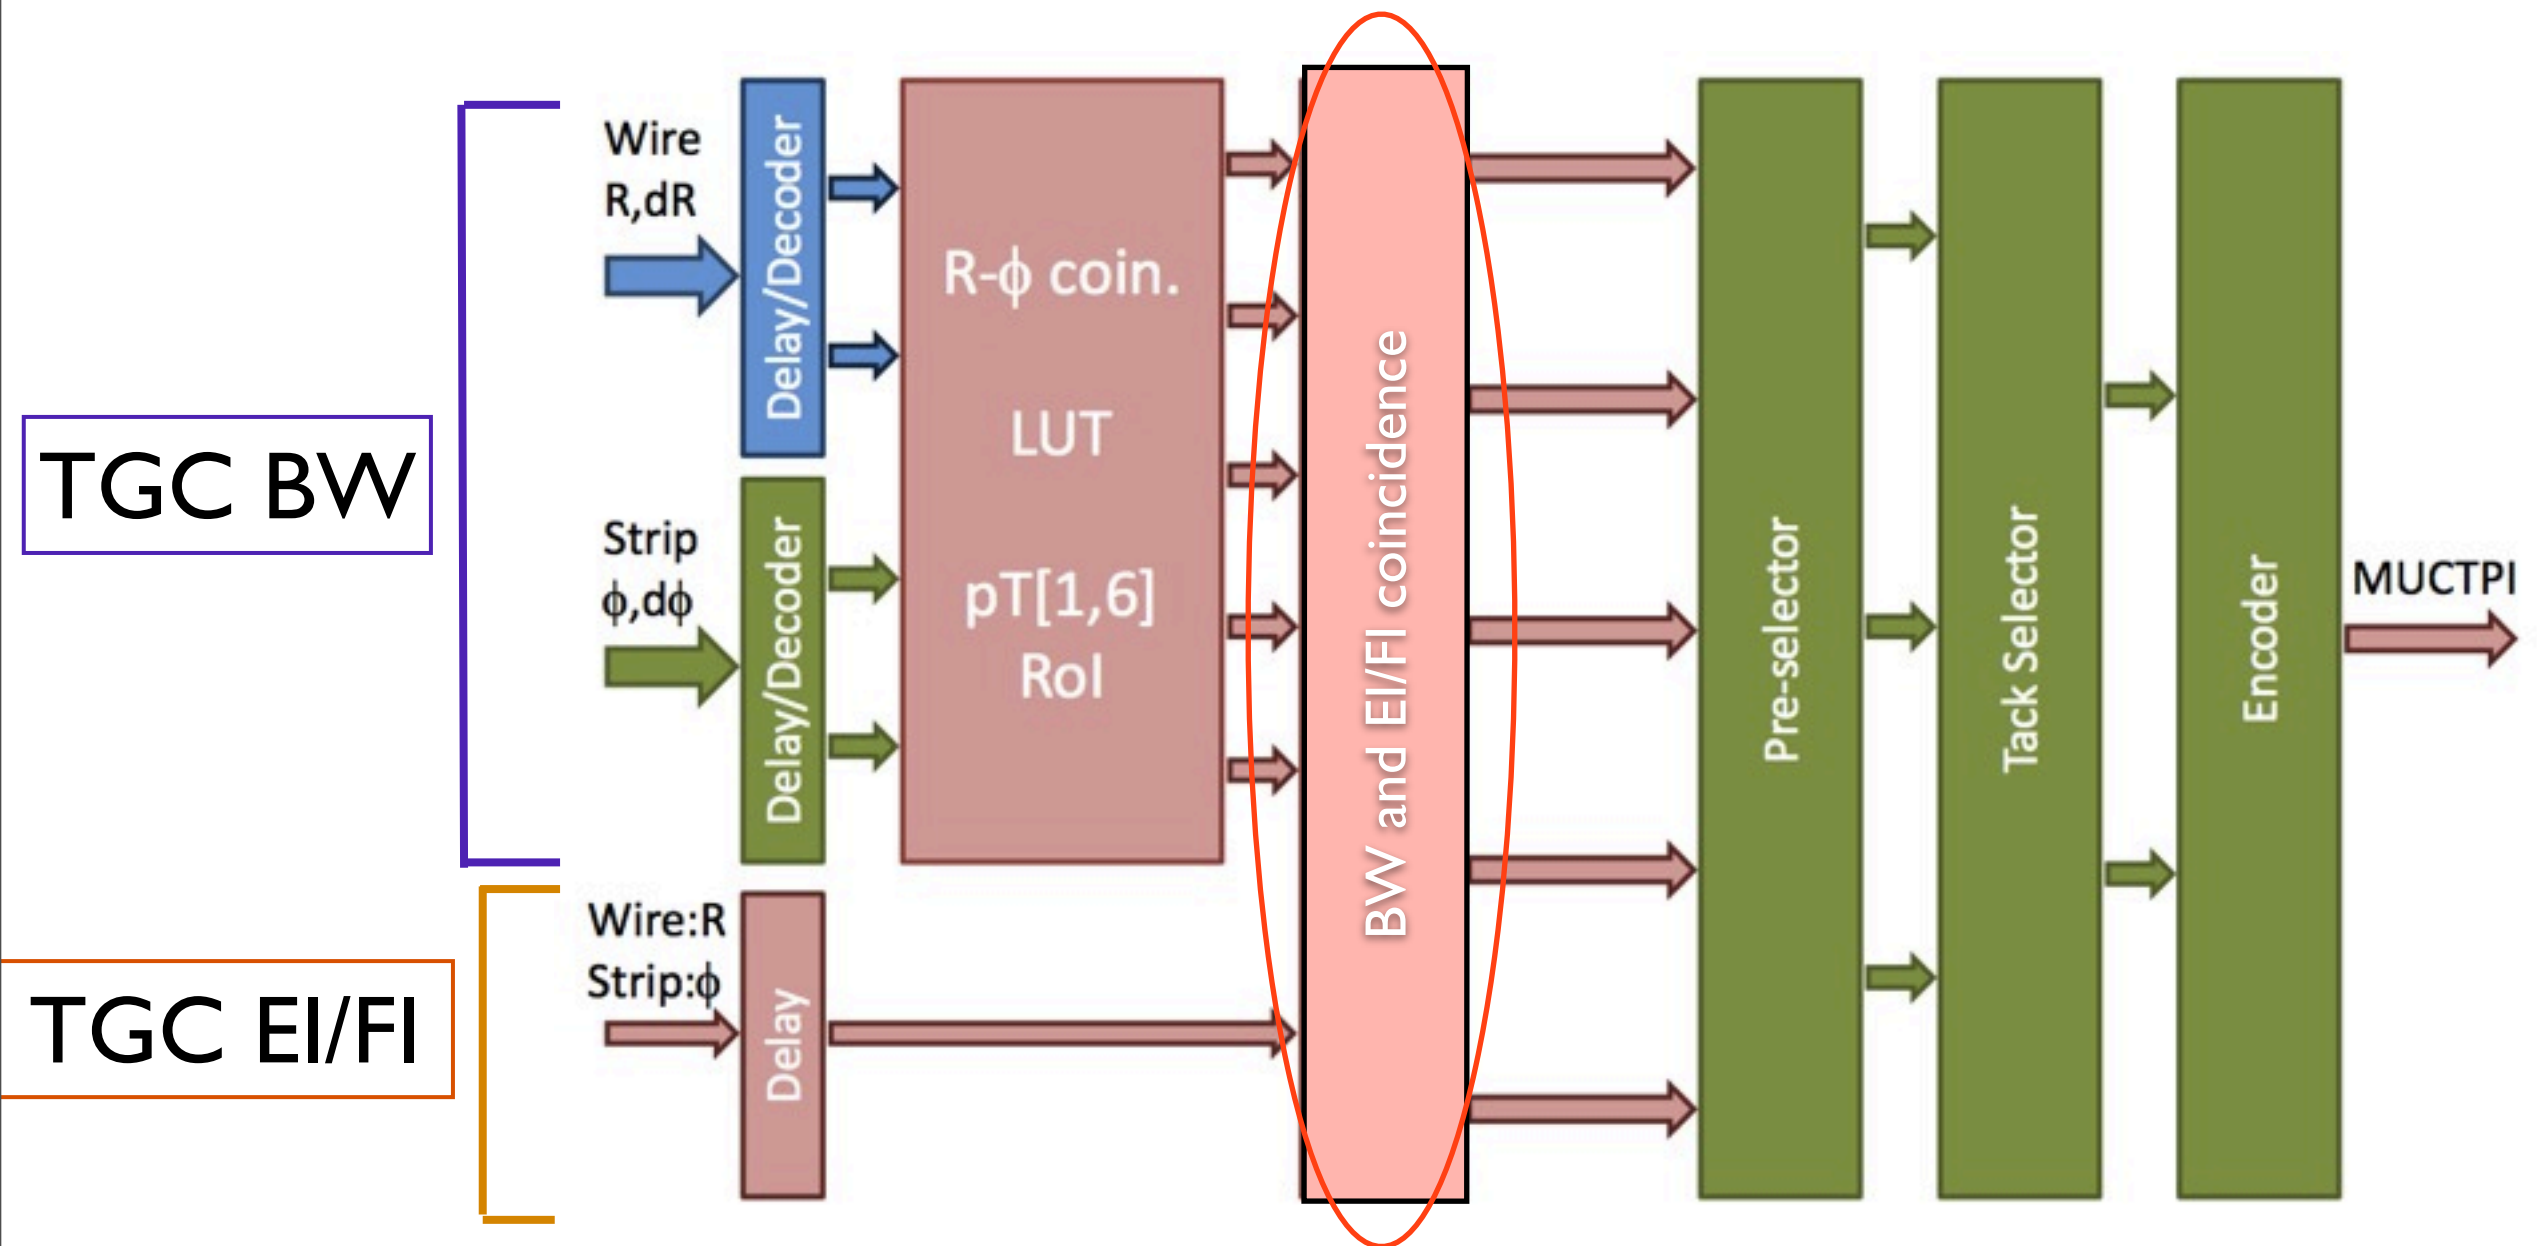 TGC BW
Wire
R,dR
Delay/Decoder
Strip
ϕ,dϕ
Delay/Decoder
R-ϕ coin.
LUT
pT[1,6]
RoI
TGC EI/FI
Wire:R
Strip:ϕ
Delay
BW and EI/FI coincidence
Pre-selector
Tack Selector
Encoder
MUCTPI